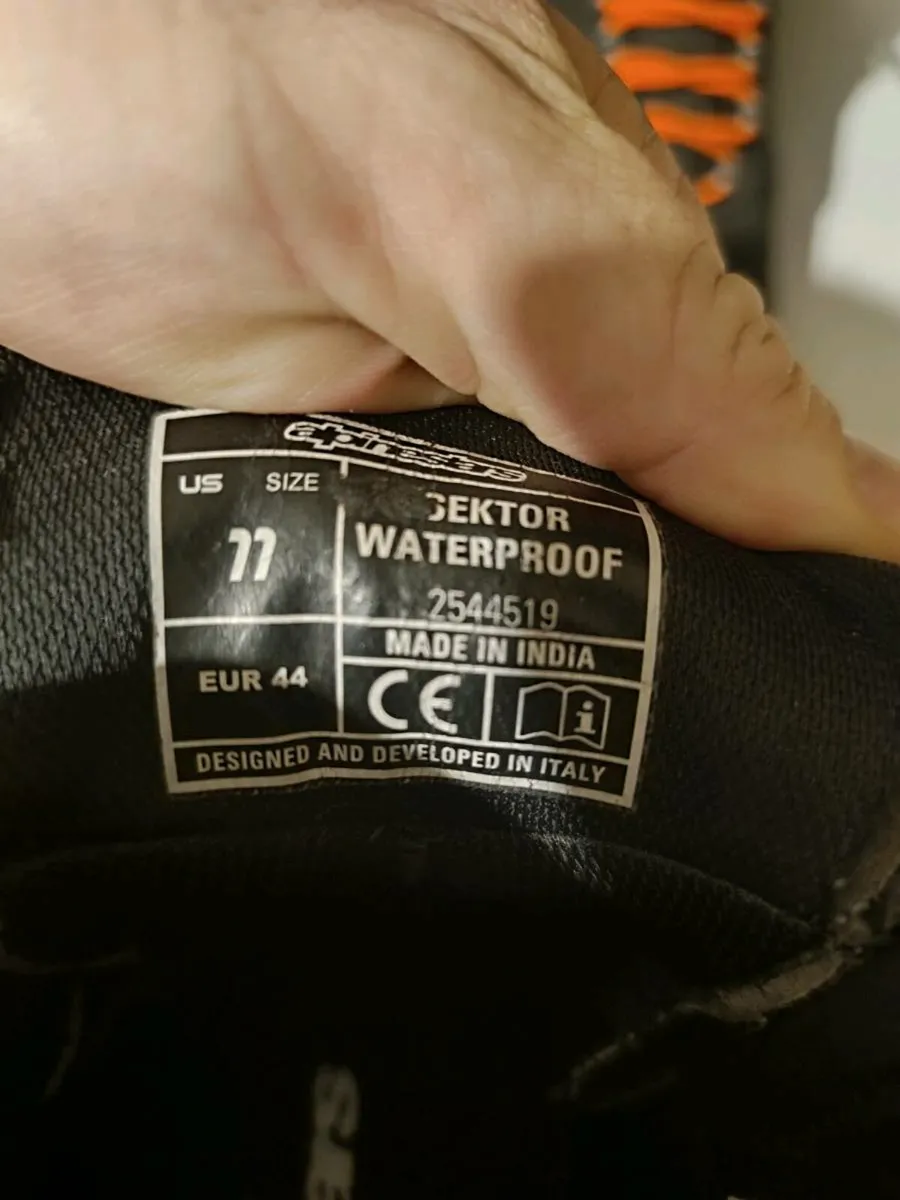 alpinestars
US SIZE
11
EUR 44
SEKTOR
WATERPROOF
2544519
MADE IN INDIA
CE
i
DESIGNED AND DEVELOPED IN ITALY